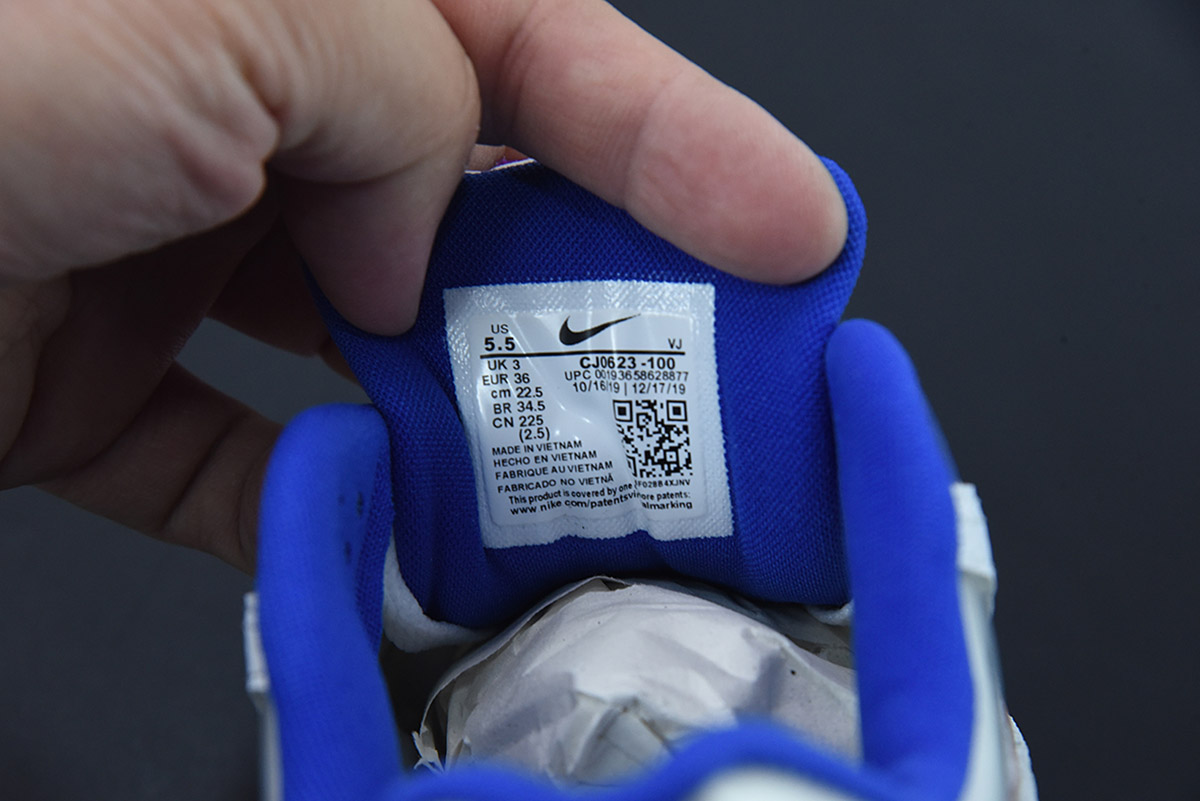 US
5.5
VJ
UK 3
CJ0623 -100
EUR 36
UPC 00193658628877
cm 22.5
10/16/19 | 12/17/19
BR 34.5
CN 225
(2.5)
MADE IN VIETNAM
HECHO EN VIETNAM
FABRIQUE AU VIETNAM
FABRICADO NO VIETNÃ
This product is covered by one more patents:
www.nike.com/patents